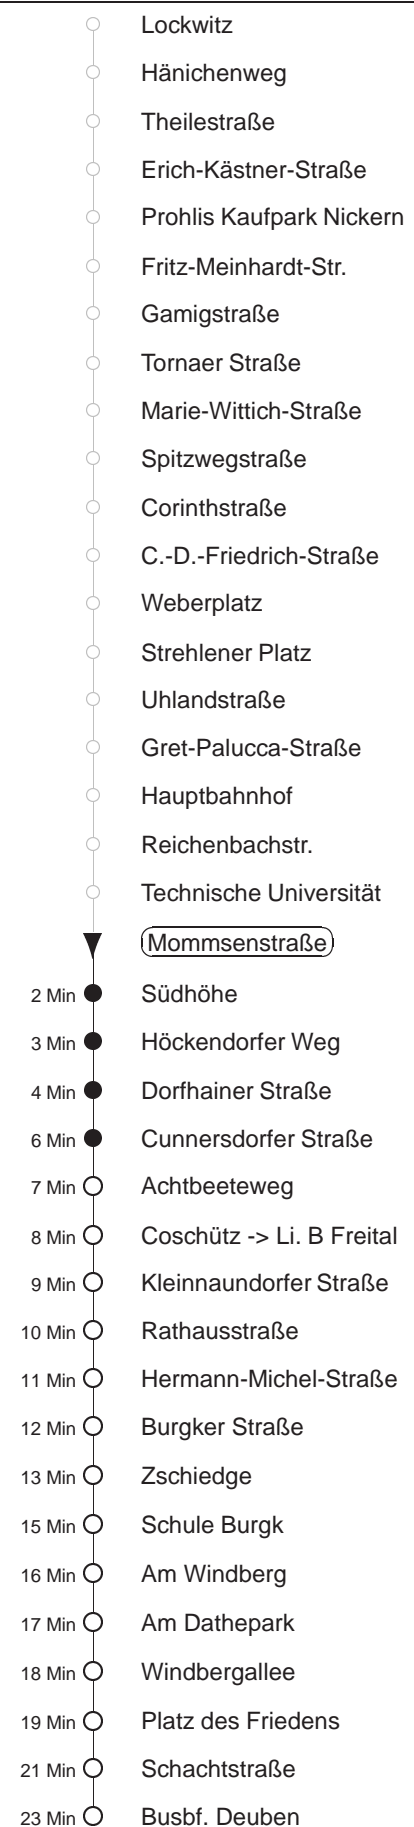 Lockwitz
Hänichenweg
Theilestraße
Erich-Kästner-Straße
Prohlis Kaufpark Nickern
Fritz-Meinhardt-Str.
Gamigstraße
Tornaer Straße
Marie-Wittich-Straße
Spitzwegstraße
Corinthstraße
C.-D.-Friedrich-Straße
Weberplatz
Strehlener Platz
Uhlandstraße
Gret-Palucca-Straße
Hauptbahnhof
Reichenbachstr.
Technische Universität
Mommsenstraße
2 Min Südhöhe
3 Min Höckendorfer Weg
4 Min Dorfhainer Straße
6 Min Cunnersdorfer Straße
7 Min Achtbeeteweg
8 Min Coschütz -> Li. B Freital
9 Min Kleinnaundorfer Straße
10 Min Rathausstraße
11 Min Hermann-Michel-Straße
12 Min Burgker Straße
13 Min Zschiedge
15 Min Schule Burgk
16 Min Am Windberg
17 Min Am Dathepark
18 Min Windbergallee
19 Min Platz des Friedens
21 Min Schachtstraße
23 Min Busbf. Deuben